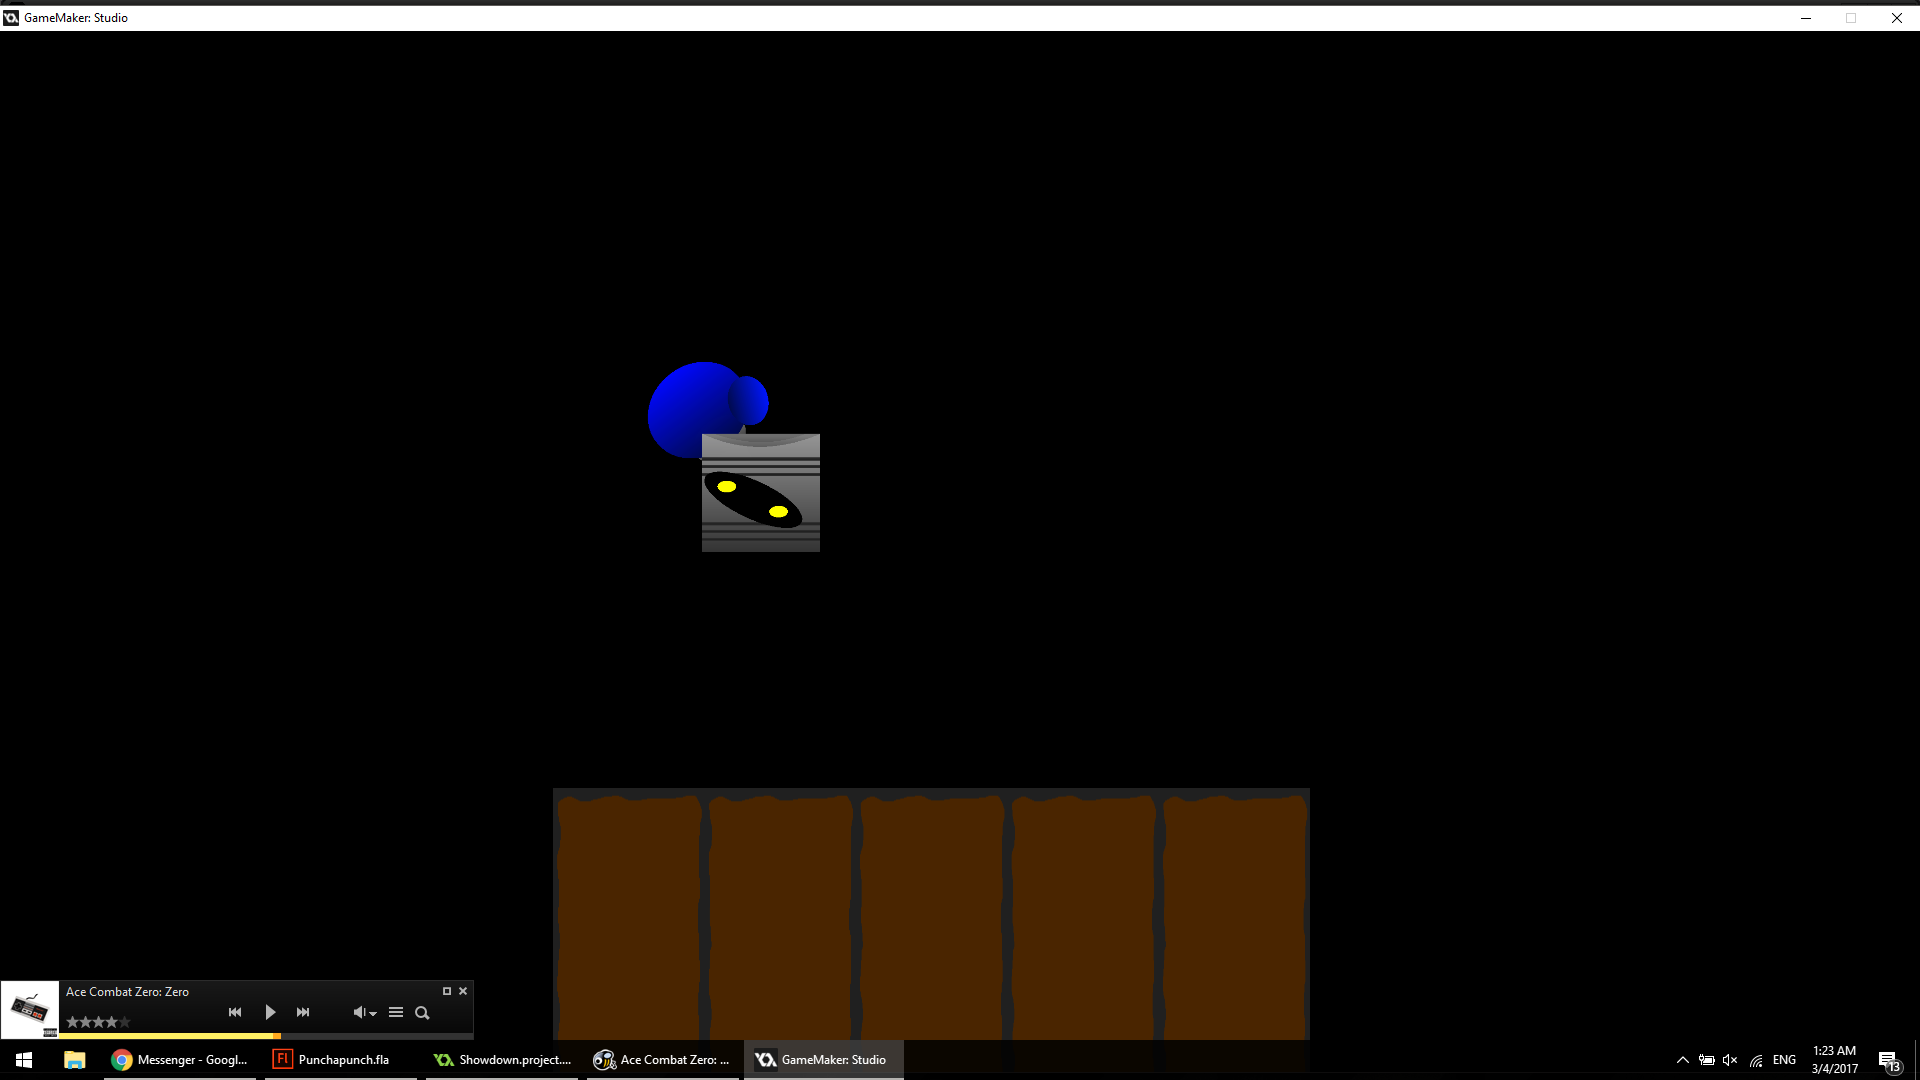 GameMaker: Studio
Ace Combat Zero: Zero
Messenger - Googl...
Fl
Punchapunch.fla
Showdown.project....
Ace Combat Zero: ...
GameMaker: Studio
ENG
1:23 AM
3/4/2017
13